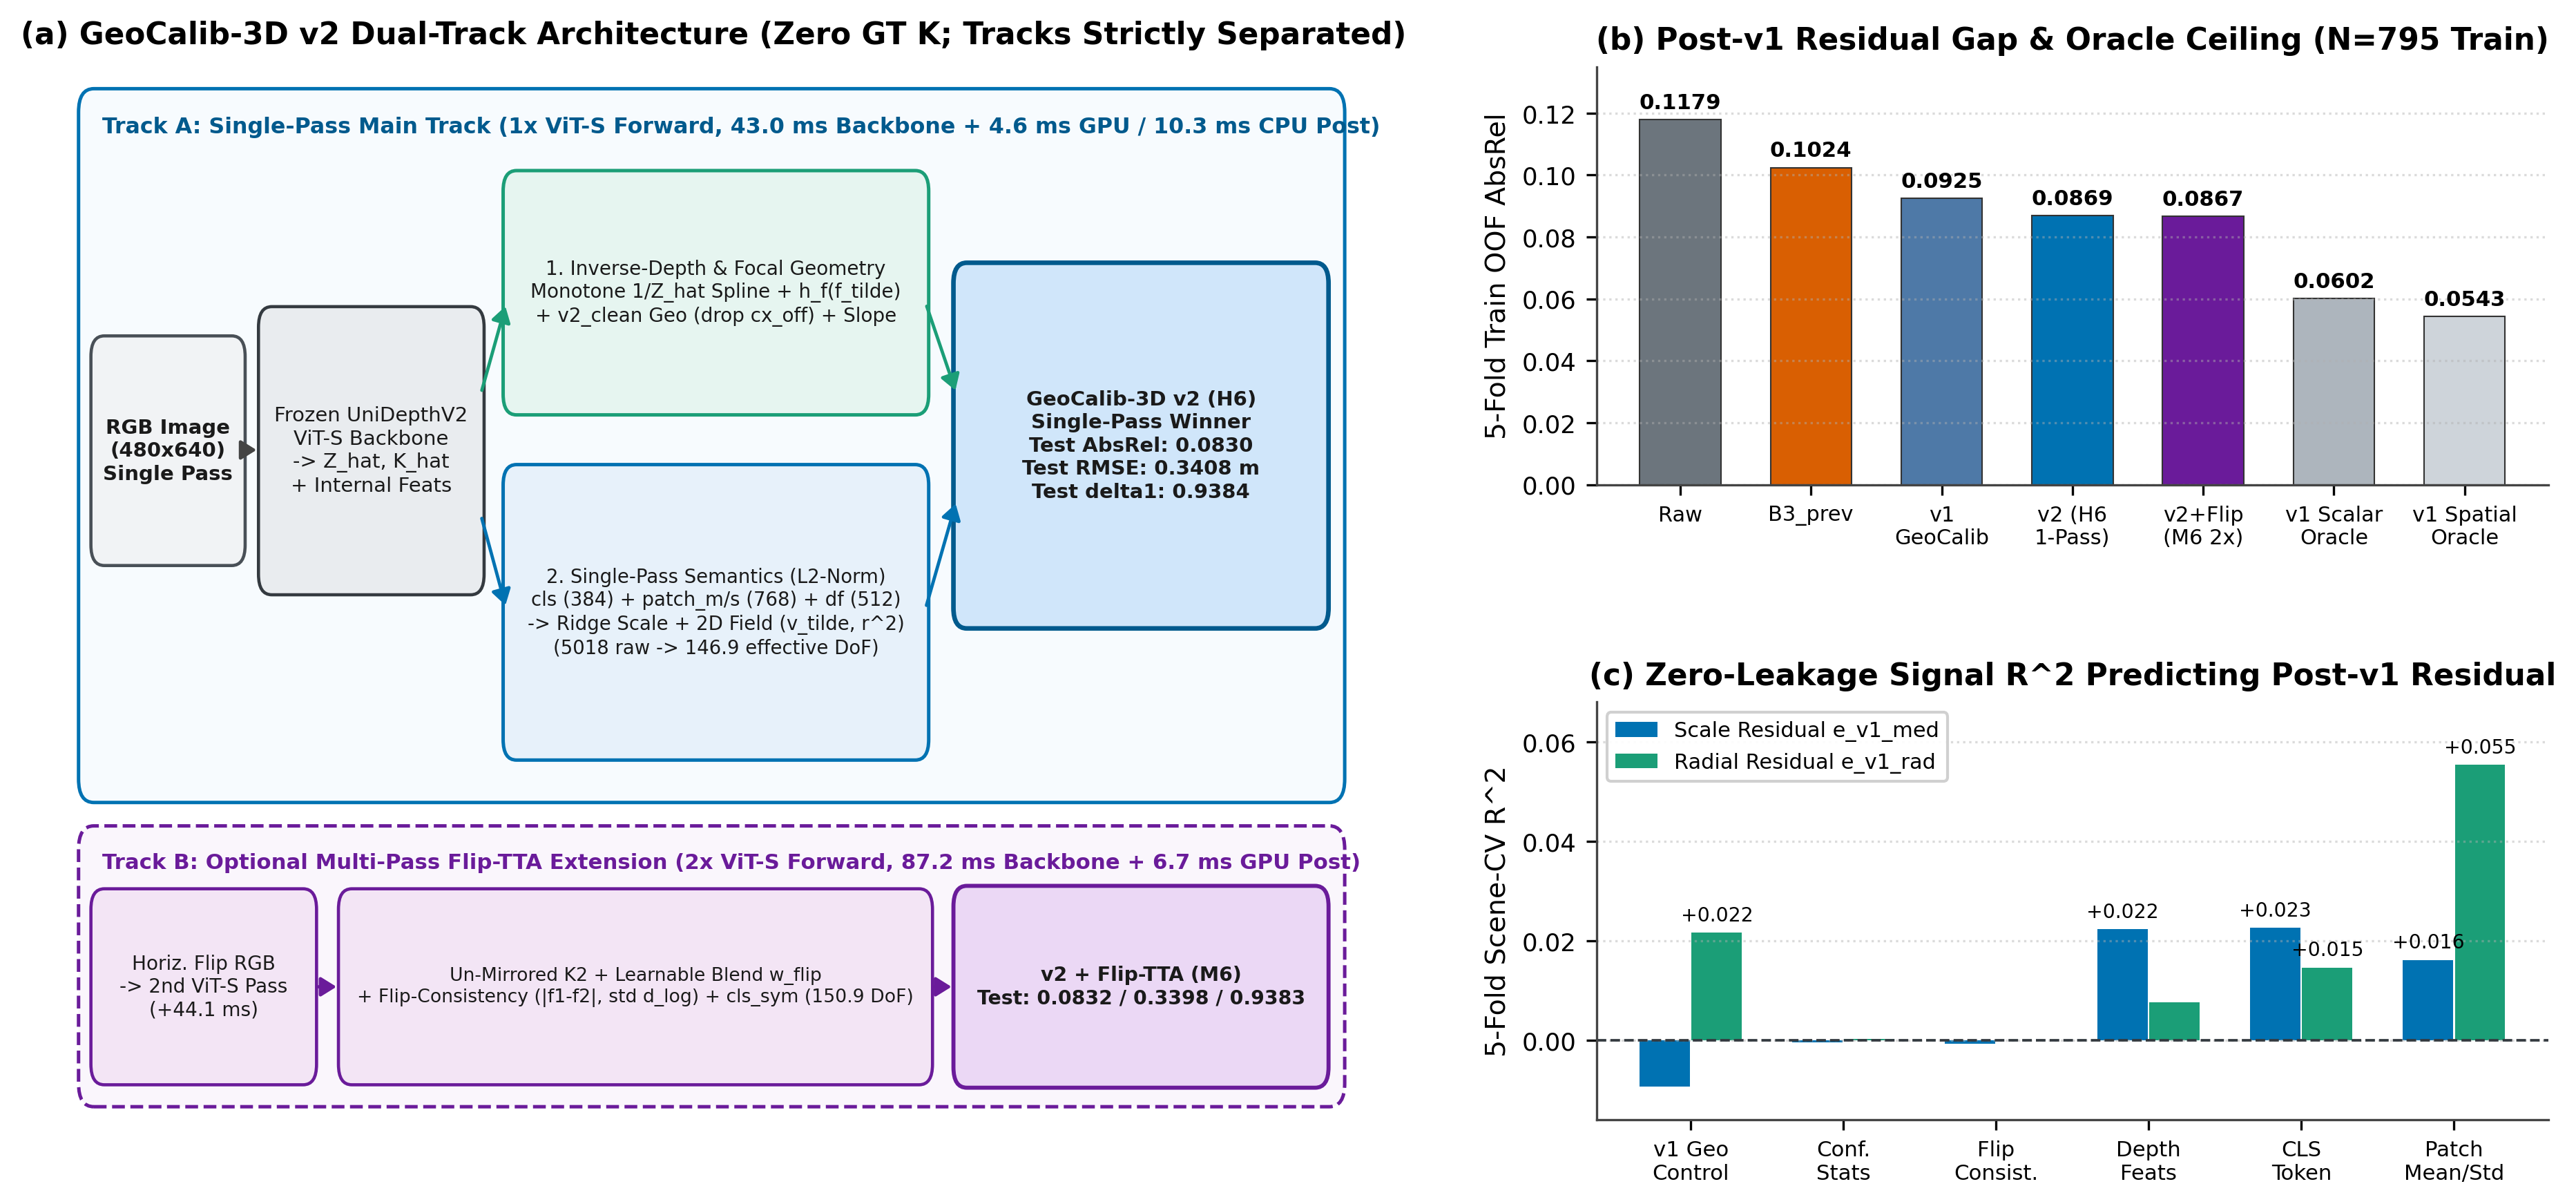 (a) GeoCalib-3D v2 Dual-Track Architecture (Zero GT K; Tracks Strictly Separated)
Track A: Single-Pass Main Track (1x ViT-S Forward, 43.0 ms Backbone + 4.6 ms GPU / 10.3 ms CPU Post)
RGB Image
(480x640)
Single Pass
Frozen UniDepthV2
ViT-S Backbone
-> Z_hat, K_hat
+ Internal Feats
1. Inverse-Depth & Focal Geometry
Monotone 1/Z_hat Spline + h_f(f_tilde)
+ v2_clean Geo (drop cx_off) + Slope
2. Single-Pass Semantics (L2-Norm)
cls (384) + patch_m/s (768) + df (512)
-> Ridge Scale + 2D Field (v_tilde, r^2)
(5018 raw -> 146.9 effective DoF)
GeoCalib-3D v2 (H6)
Single-Pass Winner
Test AbsRel: 0.0830
Test RMSE: 0.3408 m
Test delta1: 0.9384
Track B: Optional Multi-Pass Flip-TTA Extension (2x ViT-S Forward, 87.2 ms Backbone + 6.7 ms GPU Post)
Horiz. Flip RGB
-> 2nd ViT-S Pass
(+44.1 ms)
Un-Mirrored K2 + Learnable Blend w_flip
+ Flip-Consistency (|f1-f2|, std d_log) + cls_sym (150.9 DoF)
v2 + Flip-TTA (M6)
Test: 0.0832 / 0.3398 / 0.9383
(b) Post-v1 Residual Gap & Oracle Ceiling (N=795 Train)
5-Fold Train OOF AbsRel
0.12
0.10
0.08
0.06
0.04
0.02
0.00
0.1179
0.1024
0.0925
0.0869
0.0867
0.0602
0.0543
Raw
B3_prev
v1
GeoCalib
v2 (H6
1-Pass)
v2+Flip
(M6 2x)
v1 Scalar
Oracle
v1 Spatial
Oracle
(c) Zero-Leakage Signal R^2 Predicting Post-v1 Residual
5-Fold Scene-CV R^2
0.06
0.04
0.02
0.00
Scale Residual e_v1_med
Radial Residual e_v1_rad
+0.022
+0.022
+0.023
+0.015
+0.016
+0.055
v1 Geo
Control
Conf.
Stats
Flip
Consist.
Depth
Feats
CLS
Token
Patch
Mean/Std